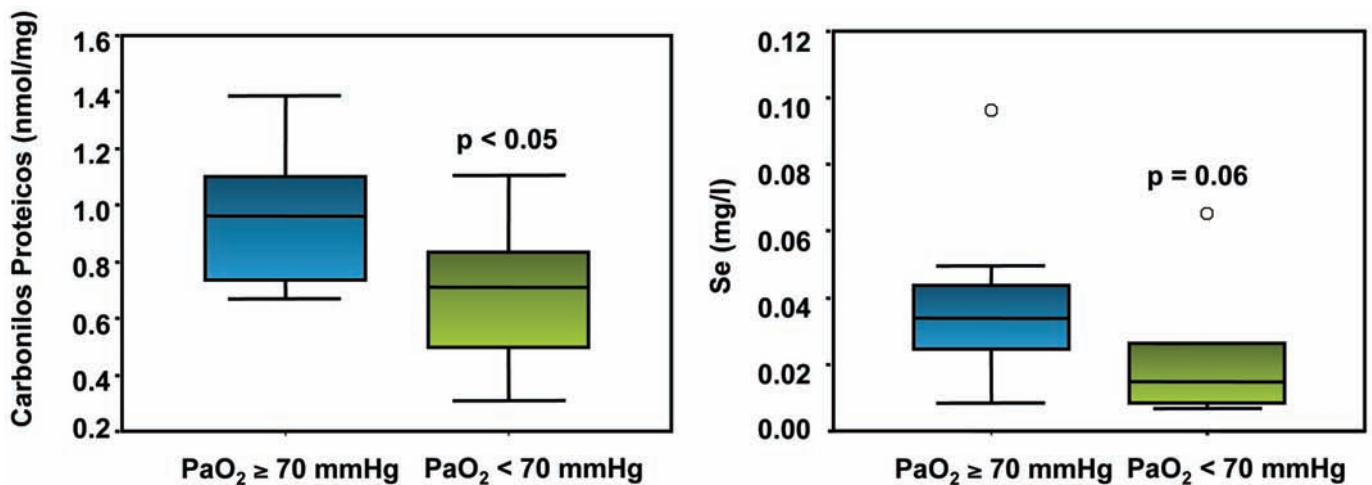 Carbonilos Proteicos (nmol/mg)
1.6
1.4
1.2
1.0
0.8
0.6
0.4
0.2
p < 0.05
PaO₂ ≥ 70 mmHg
PaO₂ < 70 mmHg
Se (mg/l)
0.12
0.10
0.08
0.06
0.04
0.02
0.00
p = 0.06
PaO₂ ≥ 70 mmHg
PaO₂ < 70 mmHg